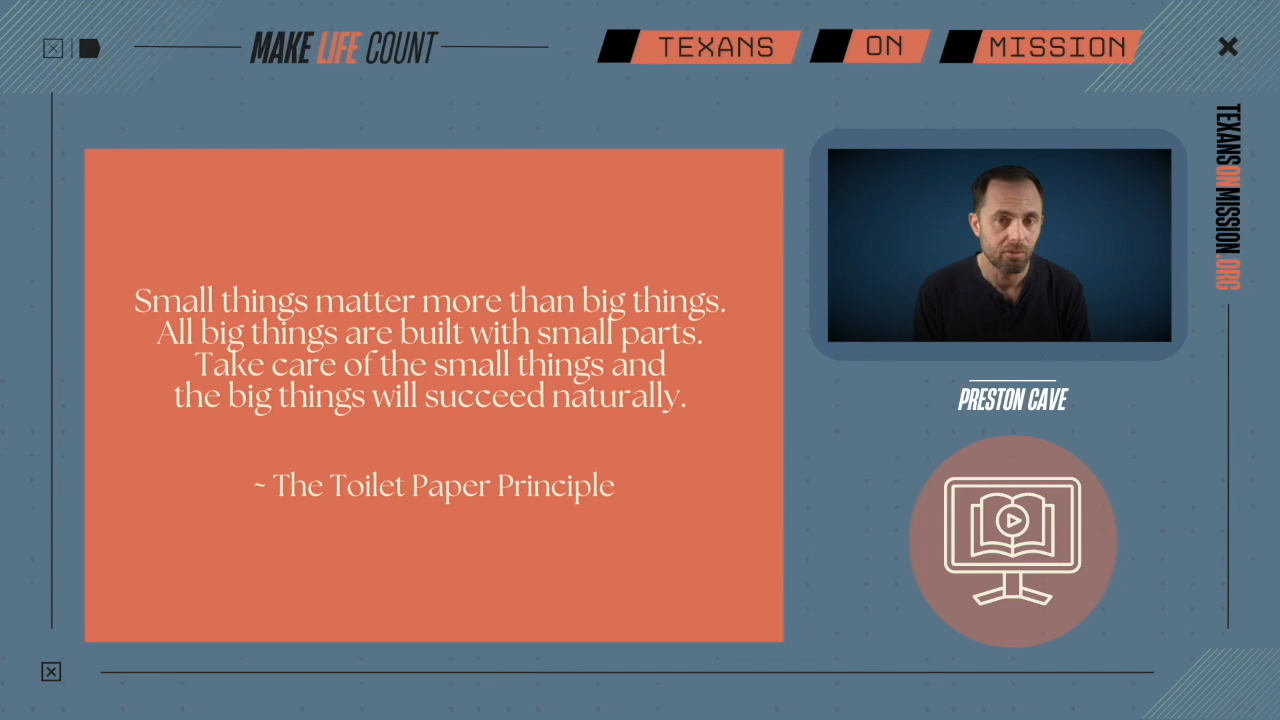 MAKE LIFE COUNT
TEXANS ON MISSION
Small things matter more than big things.
All big things are built with small parts.
Take care of the small things and
the big things will succeed naturally.
~ The Toilet Paper Principle
PRESTON CAVE
TEXANSONMISSION.ORG